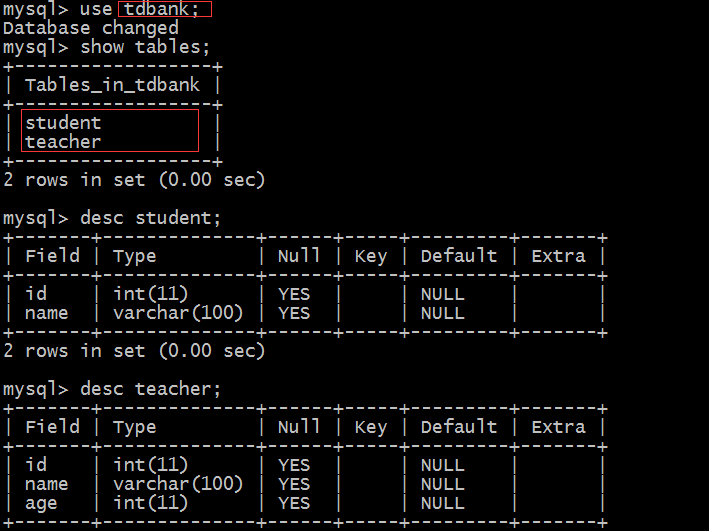 mysql> use tdbank;
Database changed
mysql> show tables;
+------------------+
| Tables_in_tdbank |
+------------------+
| student          |
| teacher          |
+------------------+
2 rows in set (0.00 sec)
mysql> desc student;
+-------+--------------+------+-----+---------+-------+
| Field | Type         | Null | Key | Default | Extra |
+-------+--------------+------+-----+---------+-------+
| id    | int(11)      | YES  |     | NULL    |       |
| name  | varchar(100) | YES  |     | NULL    |       |
+-------+--------------+------+-----+---------+-------+
2 rows in set (0.00 sec)
mysql> desc teacher;
+-------+--------------+------+-----+---------+-------+
| Field | Type         | Null | Key | Default | Extra |
+-------+--------------+------+-----+---------+-------+
| id    | int(11)      | YES  |     | NULL    |       |
| name  | varchar(100) | YES  |     | NULL    |       |
| age   | int(11)      | YES  |     | NULL    |       |
+-------+--------------+------+-----+---------+-------+